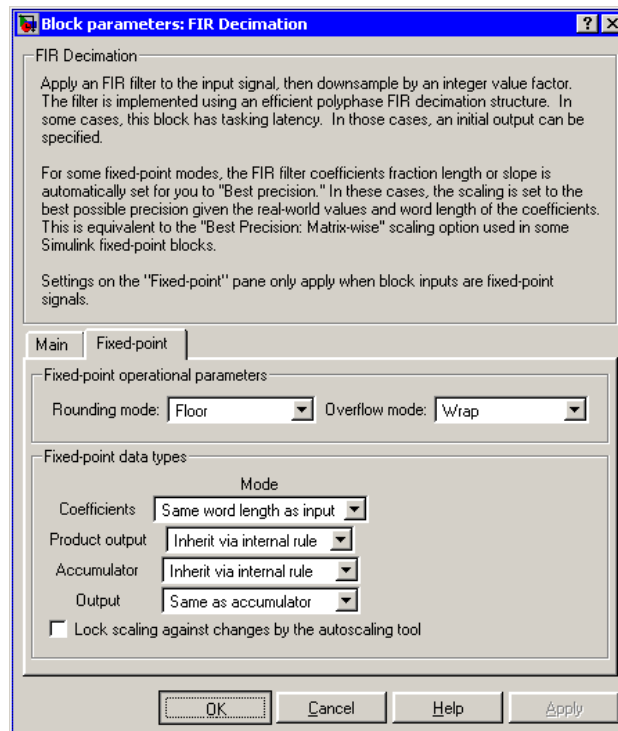 Block parameters: FIR Decimation
FIR Decimation
Apply an FIR filter to the input signal, then downsample by an integer value factor.
The filter is implemented using an efficient polyphase FIR decimation structure. In
some cases, this block has tasking latency. In those cases, an initial output can be
specified.
For some fixed-point modes, the FIR filter coefficients fraction length or slope is
automatically set for you to "Best precision." In these cases, the scaling is set to the
best possible precision given the real-world values and word length of the coefficients.
This is equivalent to the "Best Precision: Matrix-wise" scaling option used in some
Simulink fixed-point blocks.
Settings on the "Fixed-point" pane only apply when block inputs are fixed-point
signals.
Main Fixed-point
Fixed-point operational parameters
Rounding mode: Floor Overflow mode: Wrap
Fixed-point data types
Mode
Coefficients Same word length as input
Product output Inherit via internal rule
Accumulator Inherit via internal rule
Output Same as accumulator
Lock scaling against changes by the autoscaling tool
OK Cancel Help Apply